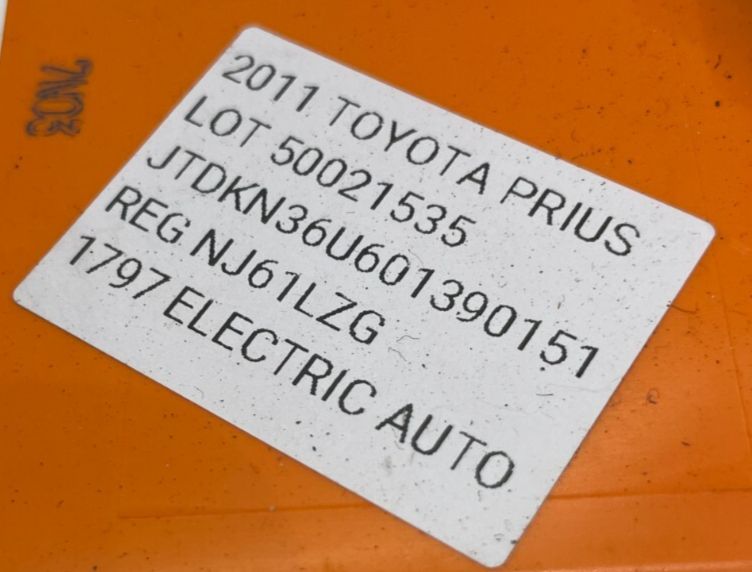 2011 TOYOTA PRIUS
LOT 50021535
JTDKN36U601390151
REG NJ61LZG
1797 ELECTRIC AUTO